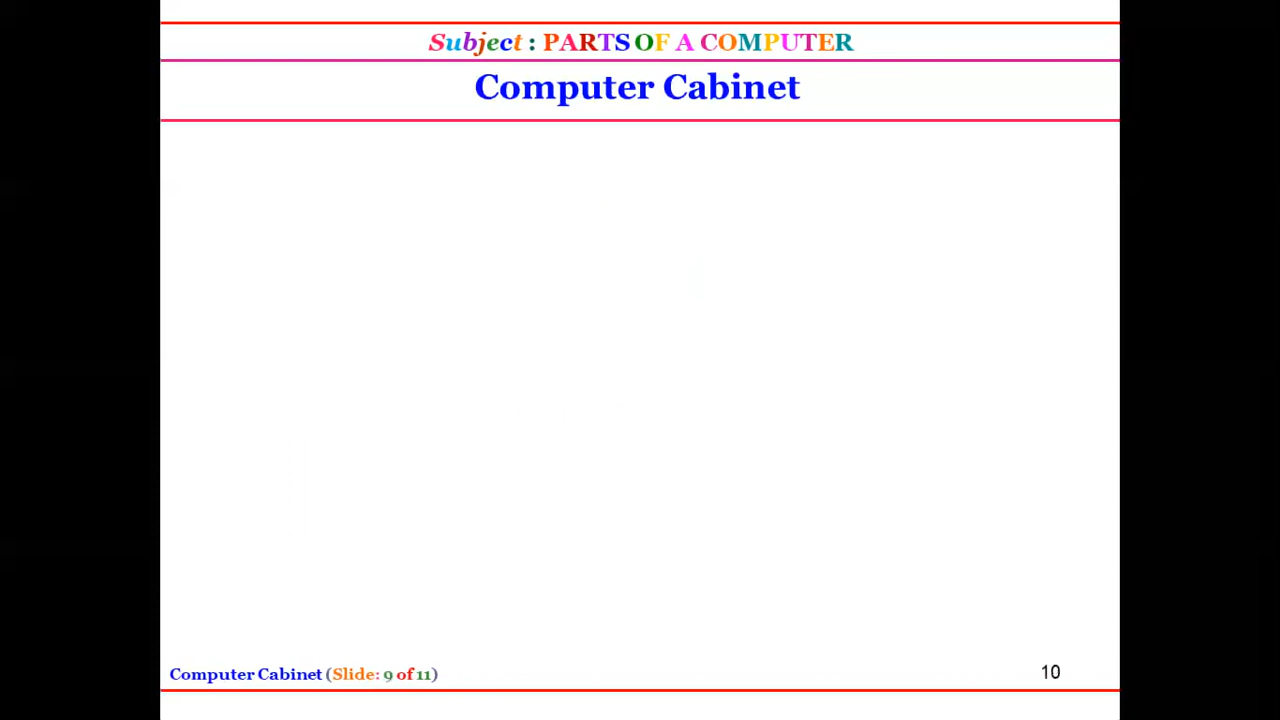 Subject : PARTS OF A COMPUTER
Computer Cabinet
Computer Cabinet (Slide: 9 of 11)
10